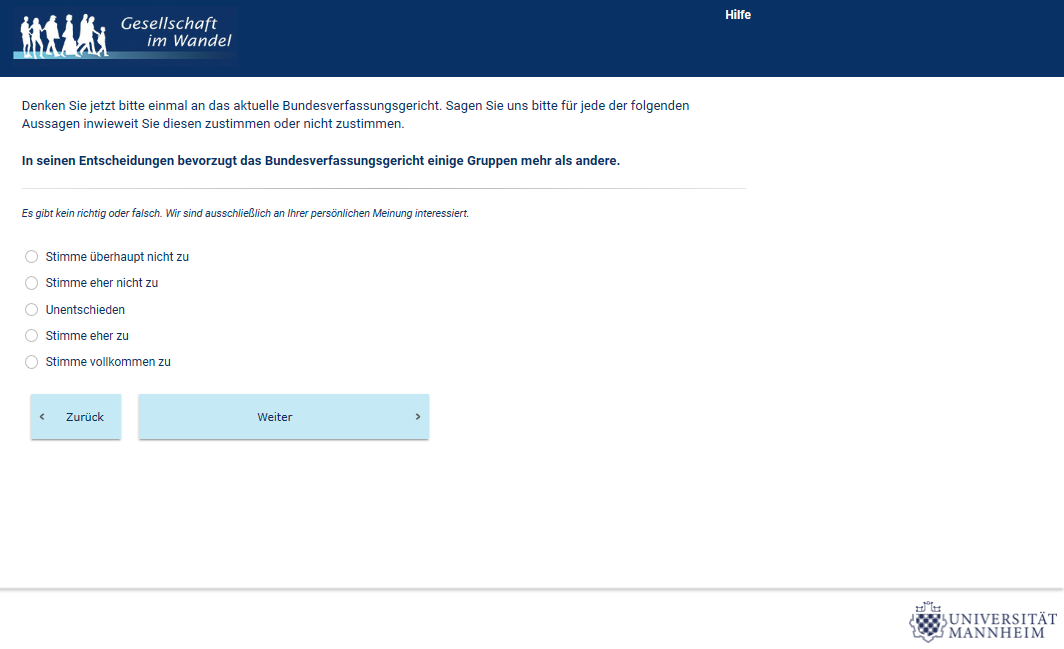 Gesellschaft
im Wandel
Hilfe
Denken Sie jetzt bitte einmal an das aktuelle Bundesverfassungsgericht. Sagen Sie uns bitte für jede der folgenden
Aussagen inwieweit Sie diesen zustimmen oder nicht zustimmen.
In seinen Entscheidungen bevorzugt das Bundesverfassungsgericht einige Gruppen mehr als andere.
Es gibt kein richtig oder falsch. Wir sind ausschließlich an Ihrer persönlichen Meinung interessiert.
Stimme überhaupt nicht zu
Stimme eher nicht zu
Unentschieden
Stimme eher zu
Stimme vollkommen zu
‹ Zurück
Weiter ›
UNIVERSITÄT
MANNHEIM